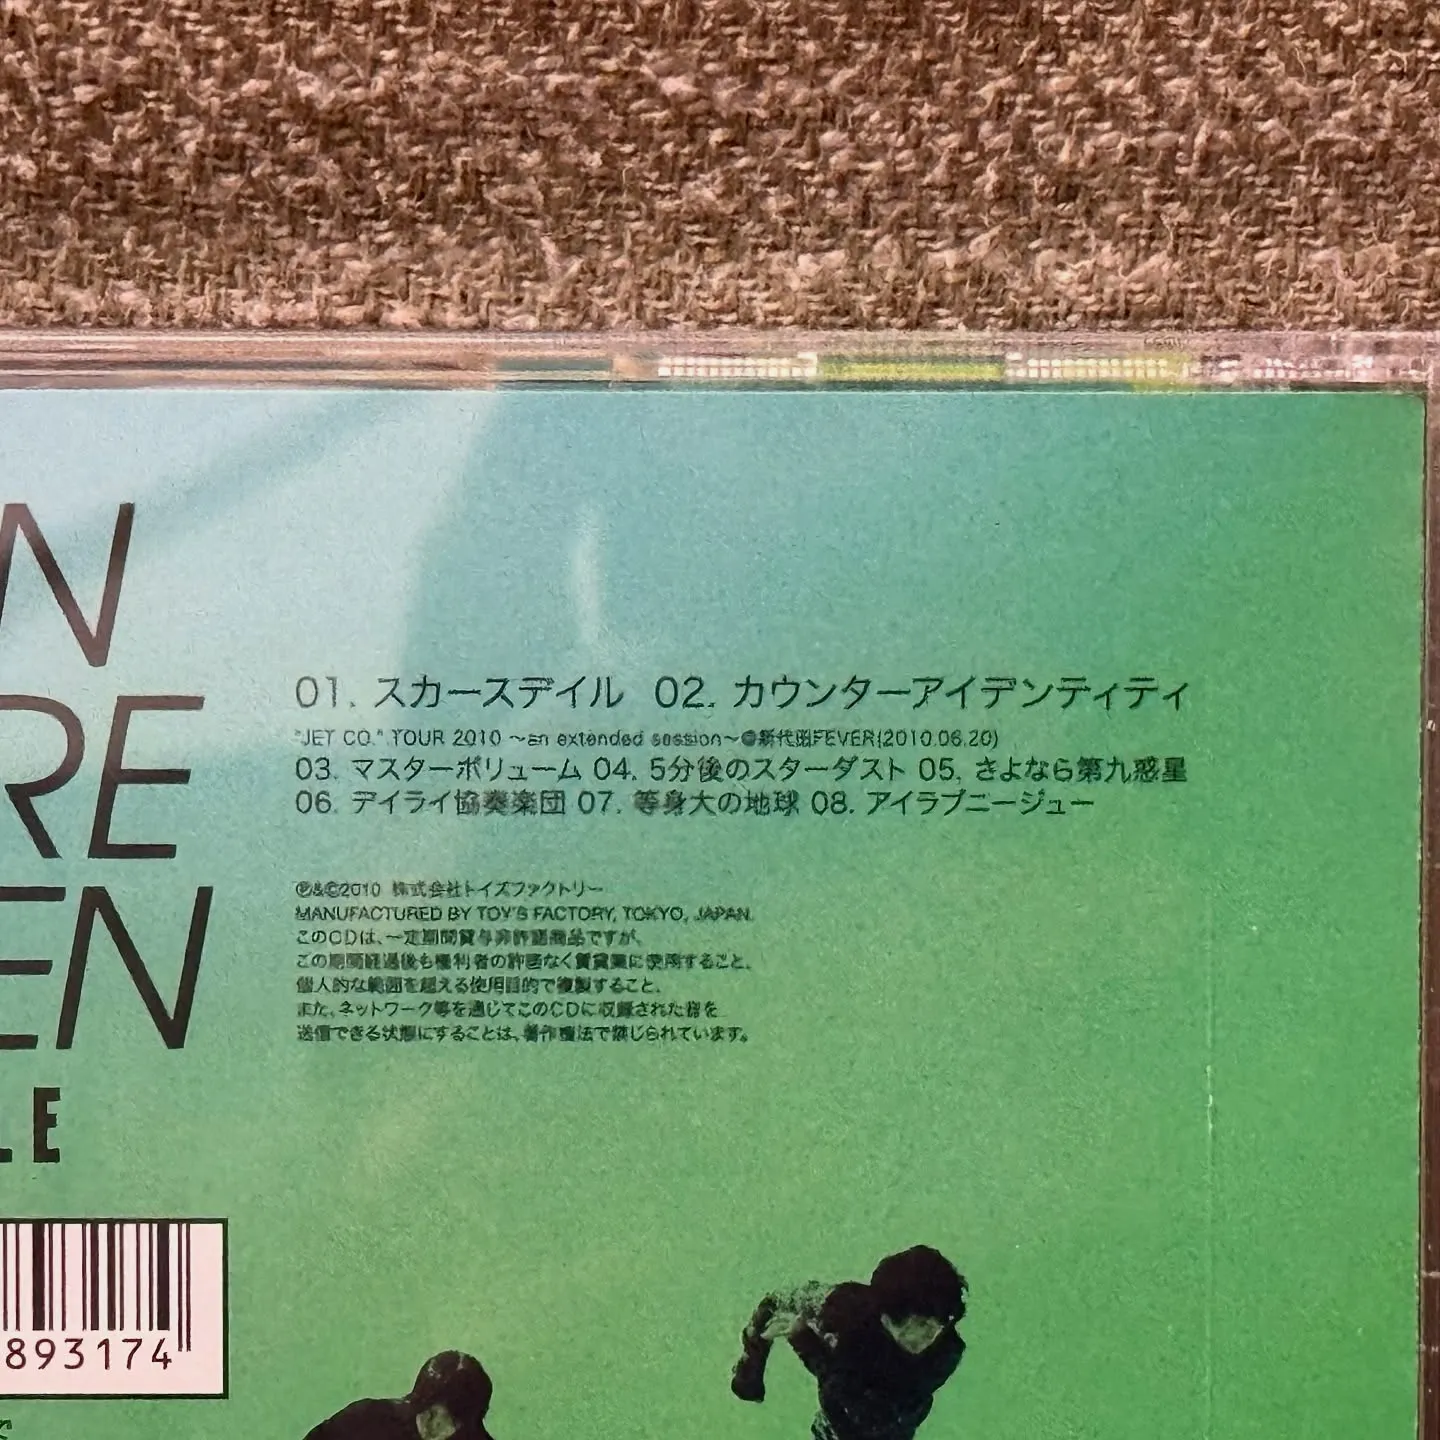 N
RE
EN
LE
01. スカースデイル 02. カウンターアイデンティティ
"JET CO." TOUR 2010 ～an extended session～@新代田FEVER(2010.06.20)
03. マスターボリューム 04. 5分後のスターダスト 05. さよなら第九惑星
06. デイライ協奏楽団 07. 等身大の地球 08. アイラブニージュー
Ⓟ&©2010 株式会社トイズファクトリー
MANUFACTURED BY TOY'S FACTORY, TOKYO, JAPAN.
このCDは、一定期間貸与非許諾商品ですが、
この期間経過後も権利者の許諾なく賃貸業に使用すること、
個人的な範囲を超える使用目的で複製すること、
また、ネットワーク等を通じてこのCDに収録された音を
送信できる状態にすることは、著作権法で禁じられています。
893174